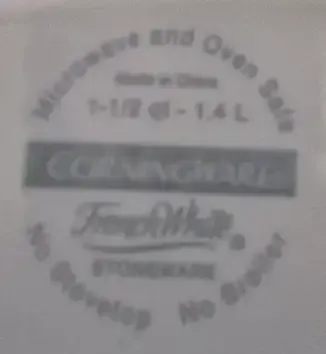 Microwave and Oven Safe
Made in China
1-1/2 qt - 1.4 L
CORNINGWARE
French White ®
STONEWARE
No Stovetop No Broiler